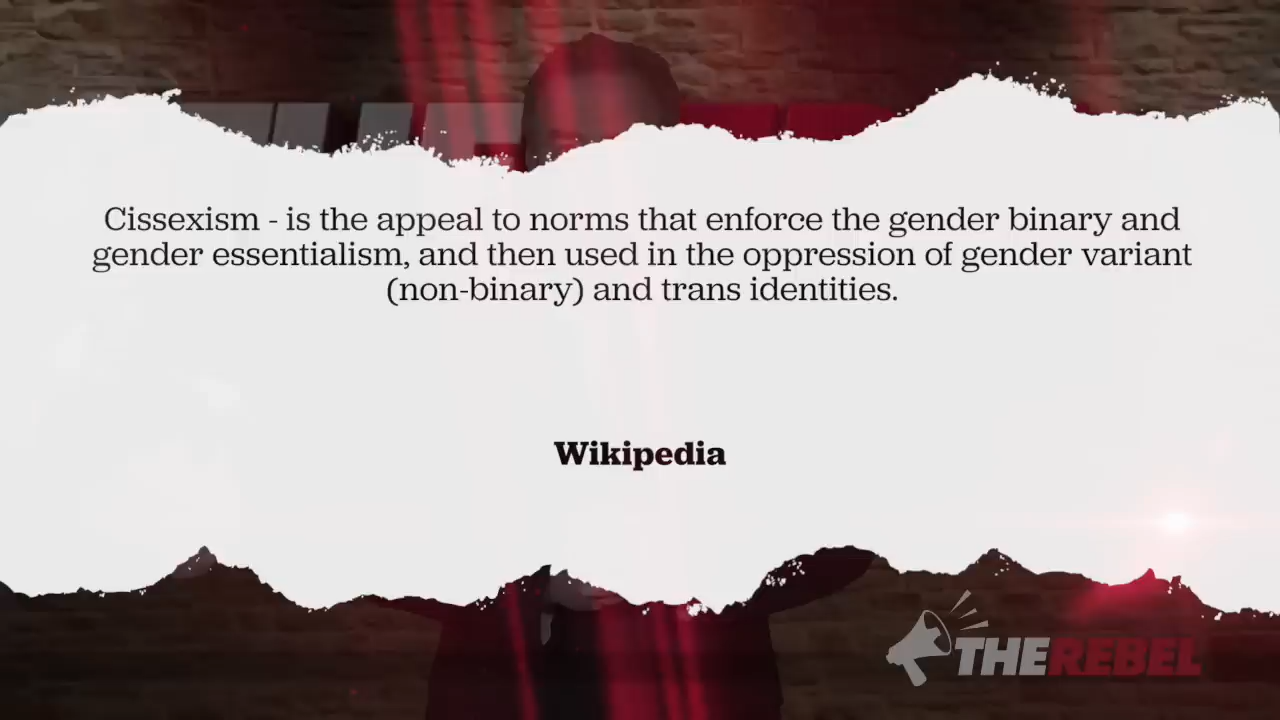 Cissexism - is the appeal to norms that enforce the gender binary and
gender essentialism, and then used in the oppression of gender variant
(non-binary) and trans identities.
Wikipedia
THEREBEL